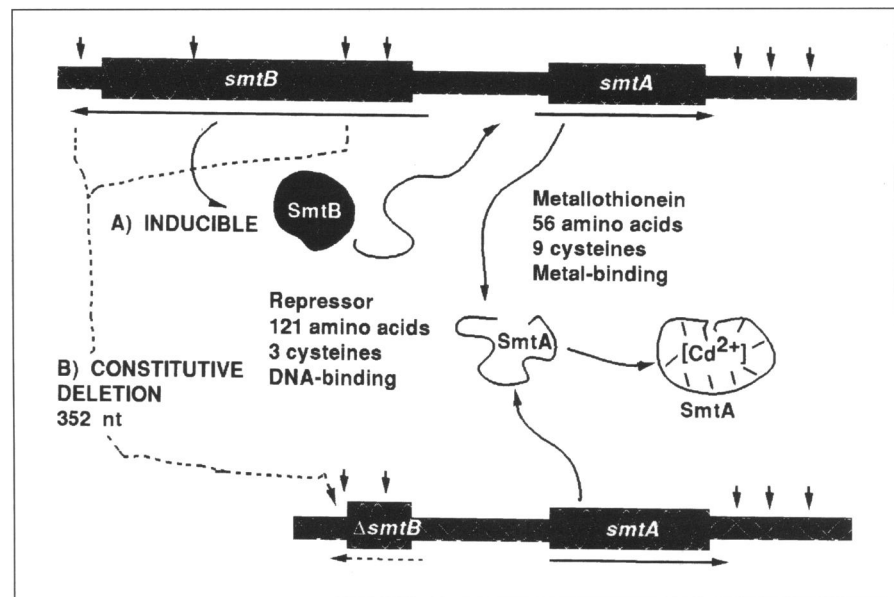 smtB
smtA
A) INDUCIBLE
SmtB
Metallothionein
56 amino acids
9 cysteines
Metal-binding
Repressor
121 amino acids
3 cysteines
DNA-binding
SmtA
[Cd2+]
SmtA
B) CONSTITUTIVE
DELETION
352 nt
ΔsmtB
smtA